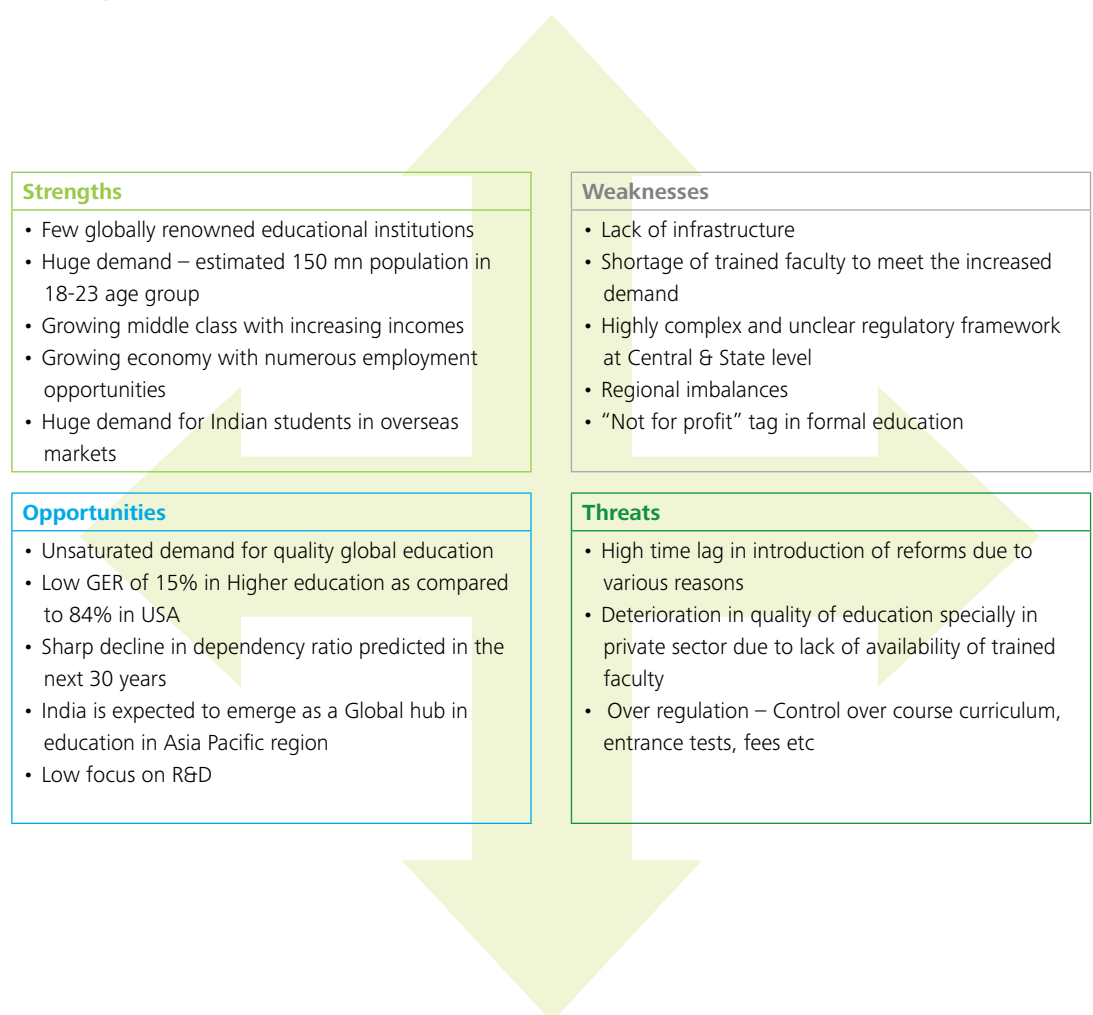 Strengths
• Few globally renowned educational institutions
• Huge demand – estimated 150 mn population in
18-23 age group
• Growing middle class with increasing incomes
• Growing economy with numerous employment
opportunities
• Huge demand for Indian students in overseas
markets
Weaknesses
• Lack of infrastructure
• Shortage of trained faculty to meet the increased
demand
• Highly complex and unclear regulatory framework
at Central & State level
• Regional imbalances
• “Not for profit” tag in formal education
Opportunities
• Unsaturated demand for quality global education
• Low GER of 15% in Higher education as compared
to 84% in USA
• Sharp decline in dependency ratio predicted in the
next 30 years
• India is expected to emerge as a Global hub in
education in Asia Pacific region
• Low focus on R&D
Threats
• High time lag in introduction of reforms due to
various reasons
• Deterioration in quality of education specially in
private sector due to lack of availability of trained
faculty
• Over regulation – Control over course curriculum,
entrance tests, fees etc